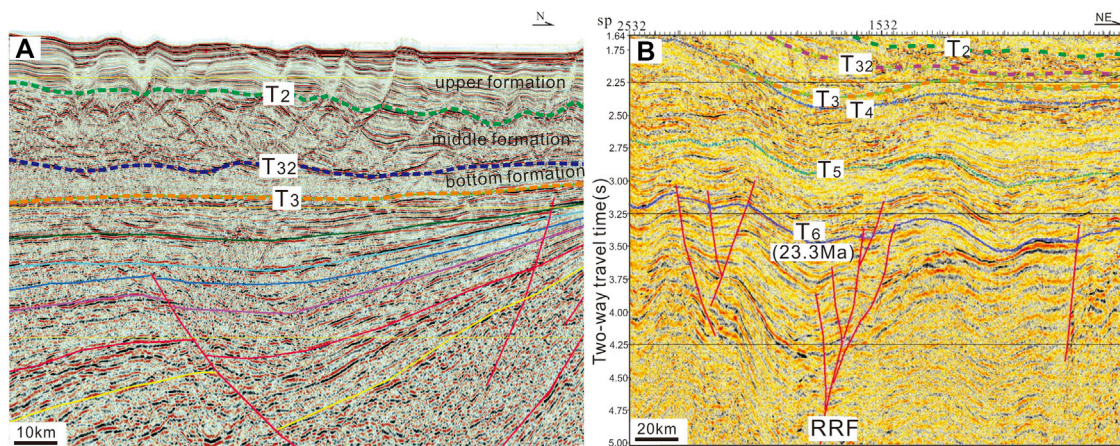 A
N
upper formation
T2
middle formation
T32
bottom formation
T3
10km
sp
2532
1532
NE
B
T2
T32
T3
T4
T5
T6
(23.3Ma)
RRF
Two-way travel time(s)
1.64
1.75
2.25
2.50
2.75
3.00
3.25
3.50
3.75
4.00
4.25
4.50
4.75
5.00
20km